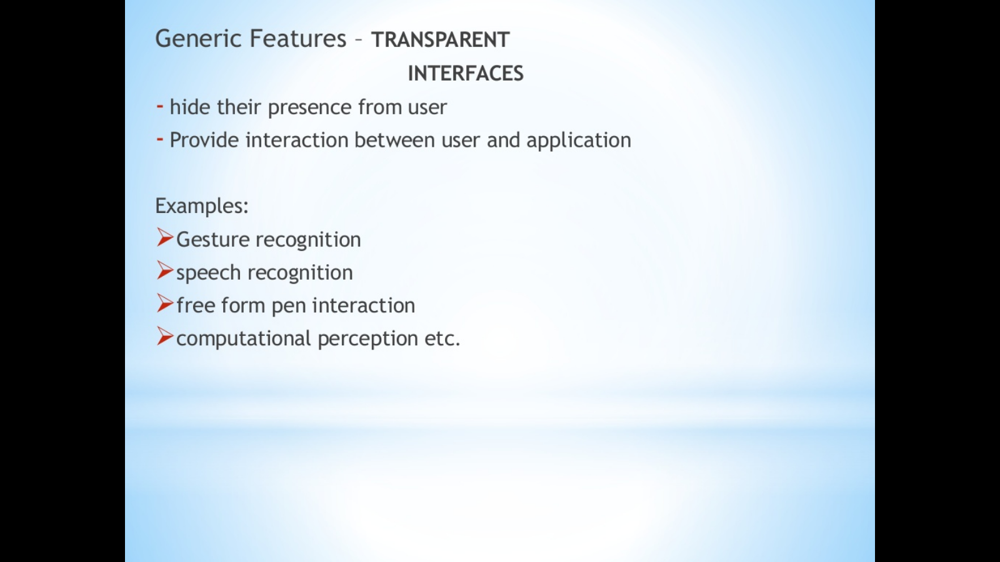 Generic Features – TRANSPARENT
INTERFACES
- hide their presence from user
- Provide interaction between user and application
Examples:
➢Gesture recognition
➢speech recognition
➢free form pen interaction
➢computational perception etc.